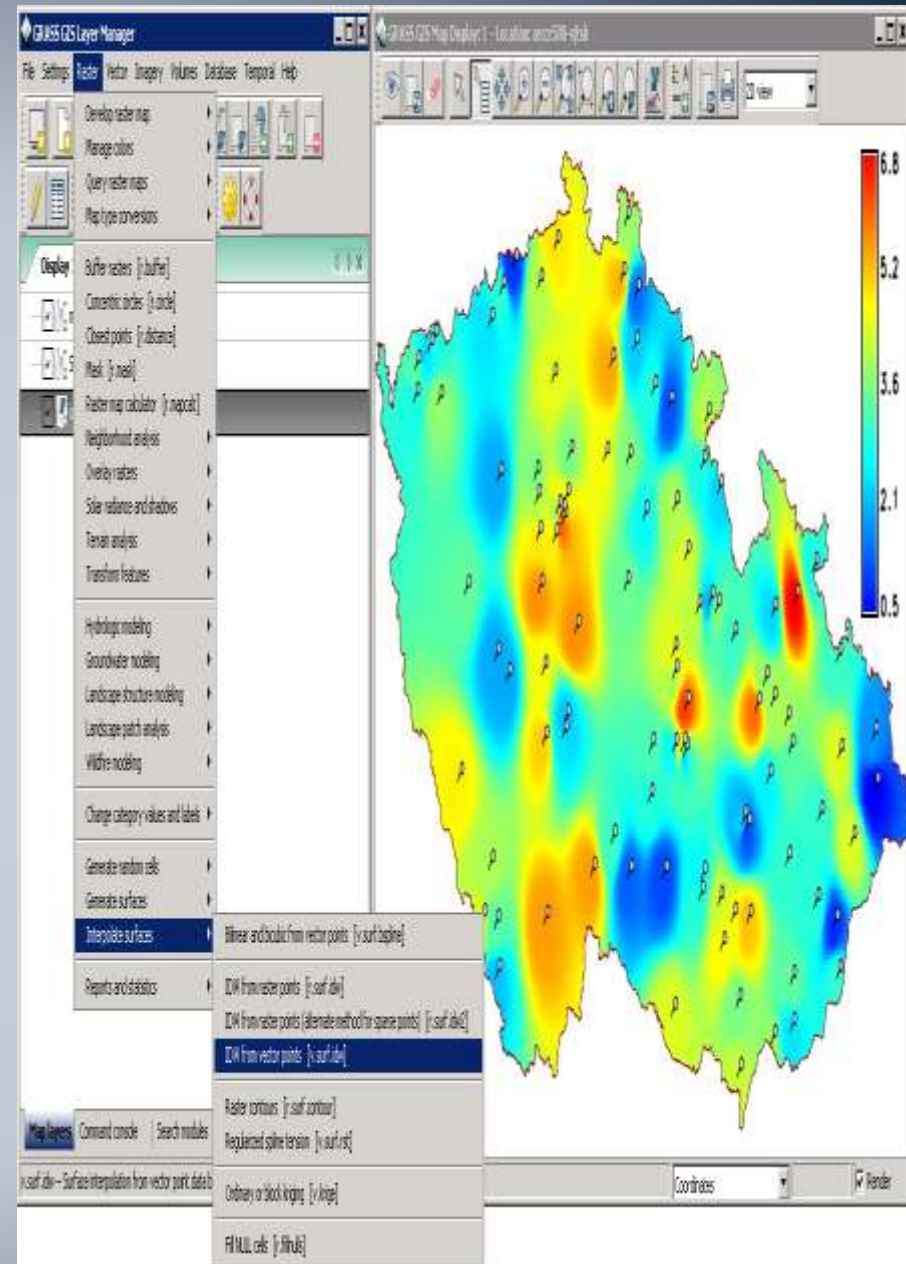 GRASS GIS Layer Manager
File Settings Raster Vector Imagery Volumes Database Temporal Help
Develop raster map
Manage colors
Query raster maps
Map type conversions
Display
Buffer rasters [r.buffer]
Concentric circles [r.circle]
Closest points [r.distance]
Mask [r.mask]
Raster map calculator [r.mapcalc]
Neighborhood analysis
Overlay rasters
Solar radiance and shadows
Terrain analysis
Transform features
Hydrologic modeling
Groundwater modeling
Landscape structure modeling
Landscape patch analysis
Wildfire modeling
Change category values and labels
Generate random cells
Generate surfaces
Interpolate surfaces
Reports and statistics
Bilinear and bicubic from vector points [v.surf.bspline]
IDW from raster points [r.surf.idw]
IDW from raster points (alternate method for sparse points) [r.surf.idw2]
IDW from vector points [v.surf.idw]
Raster contours [r.surf.contour]
Regularized spline tension [v.surf.rst]
Ordinary or block kriging [v.krige]
Fill NULL cells [r.fillnulls]
Map layers Command console Search modules
v.surf.idw -- Surface interpolation from vector point data b
GRASS GIS Map Display: 1 - Location:
2D view
6.8
5.2
3.6
2.1
0.5
Coordinates
Render